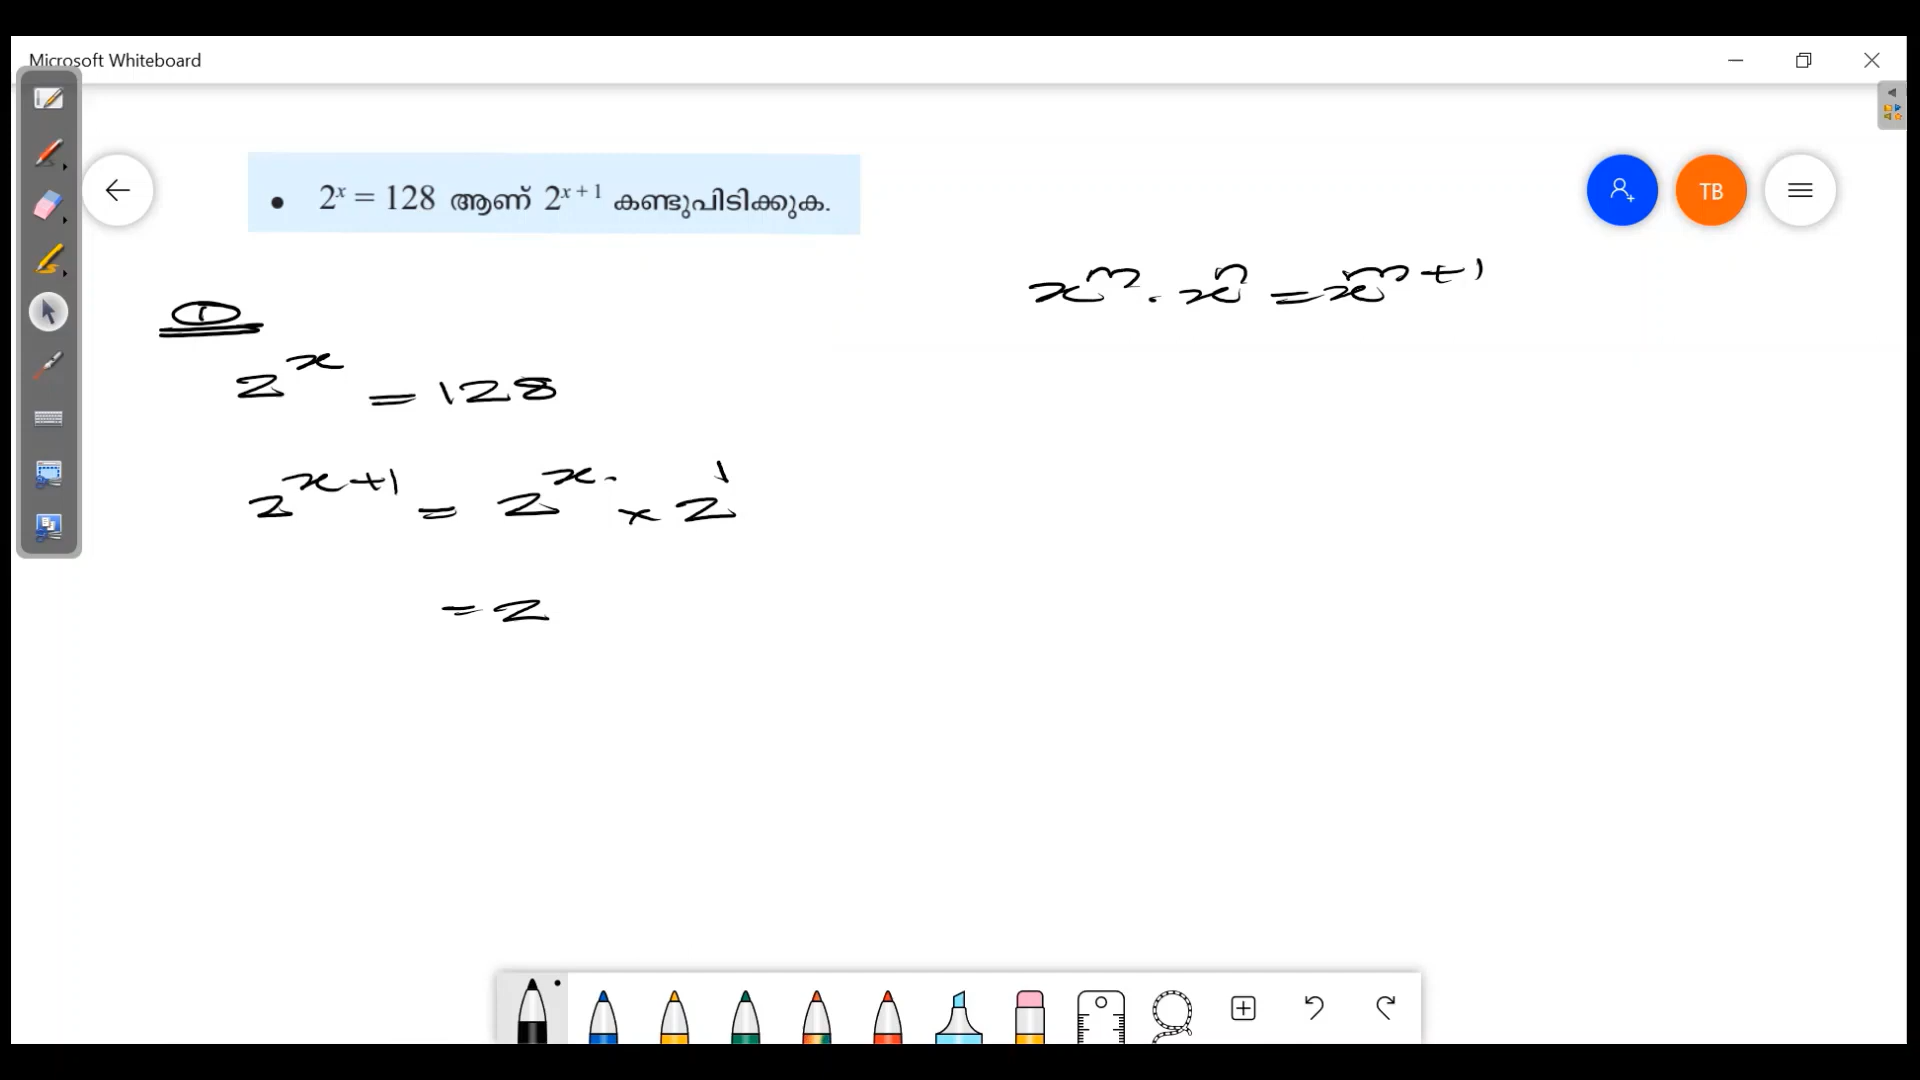 Microsoft Whiteboard
TB
• 2ˣ = 128 ആണ് 2ˣ⁺¹ കണ്ടുപിടിക്കുക.
xᵐ · xⁿ = xᵐ⁺¹
①
2ˣ = 128
2ˣ⁺¹ = 2ˣ· × 2¹
= 2